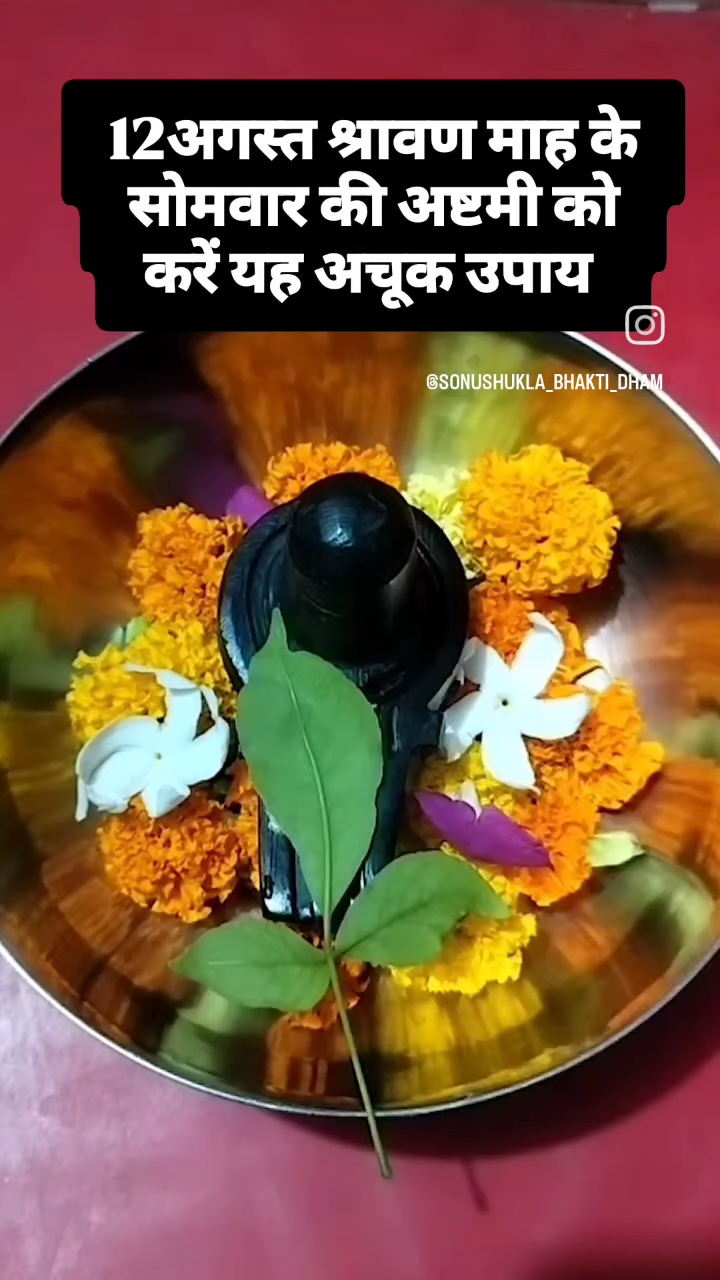 12अगस्त श्रावण माह के
सोमवार की अष्टमी को
करें यह अचूक उपाय
@SONUSHUKLA_BHAKTI_DHAM